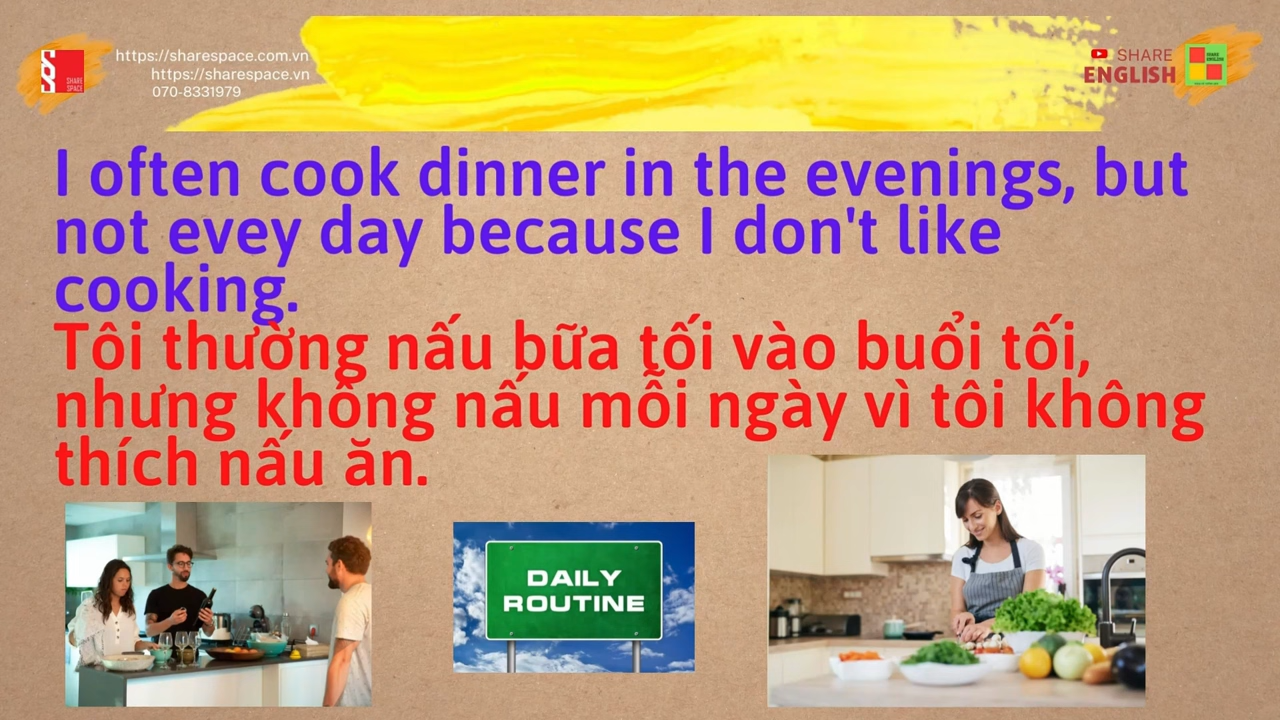 https://sharespace.com.vn
https://sharespace.vn
070-8331979
SHARE
SPACE
SHARE
ENGLISH
I often cook dinner in the evenings, but
not evey day because I don't like
cooking.
Tôi thường nấu bữa tối vào buổi tối,
nhưng không nấu mỗi ngày vì tôi không
thích nấu ăn.
DAILY
ROUTINE